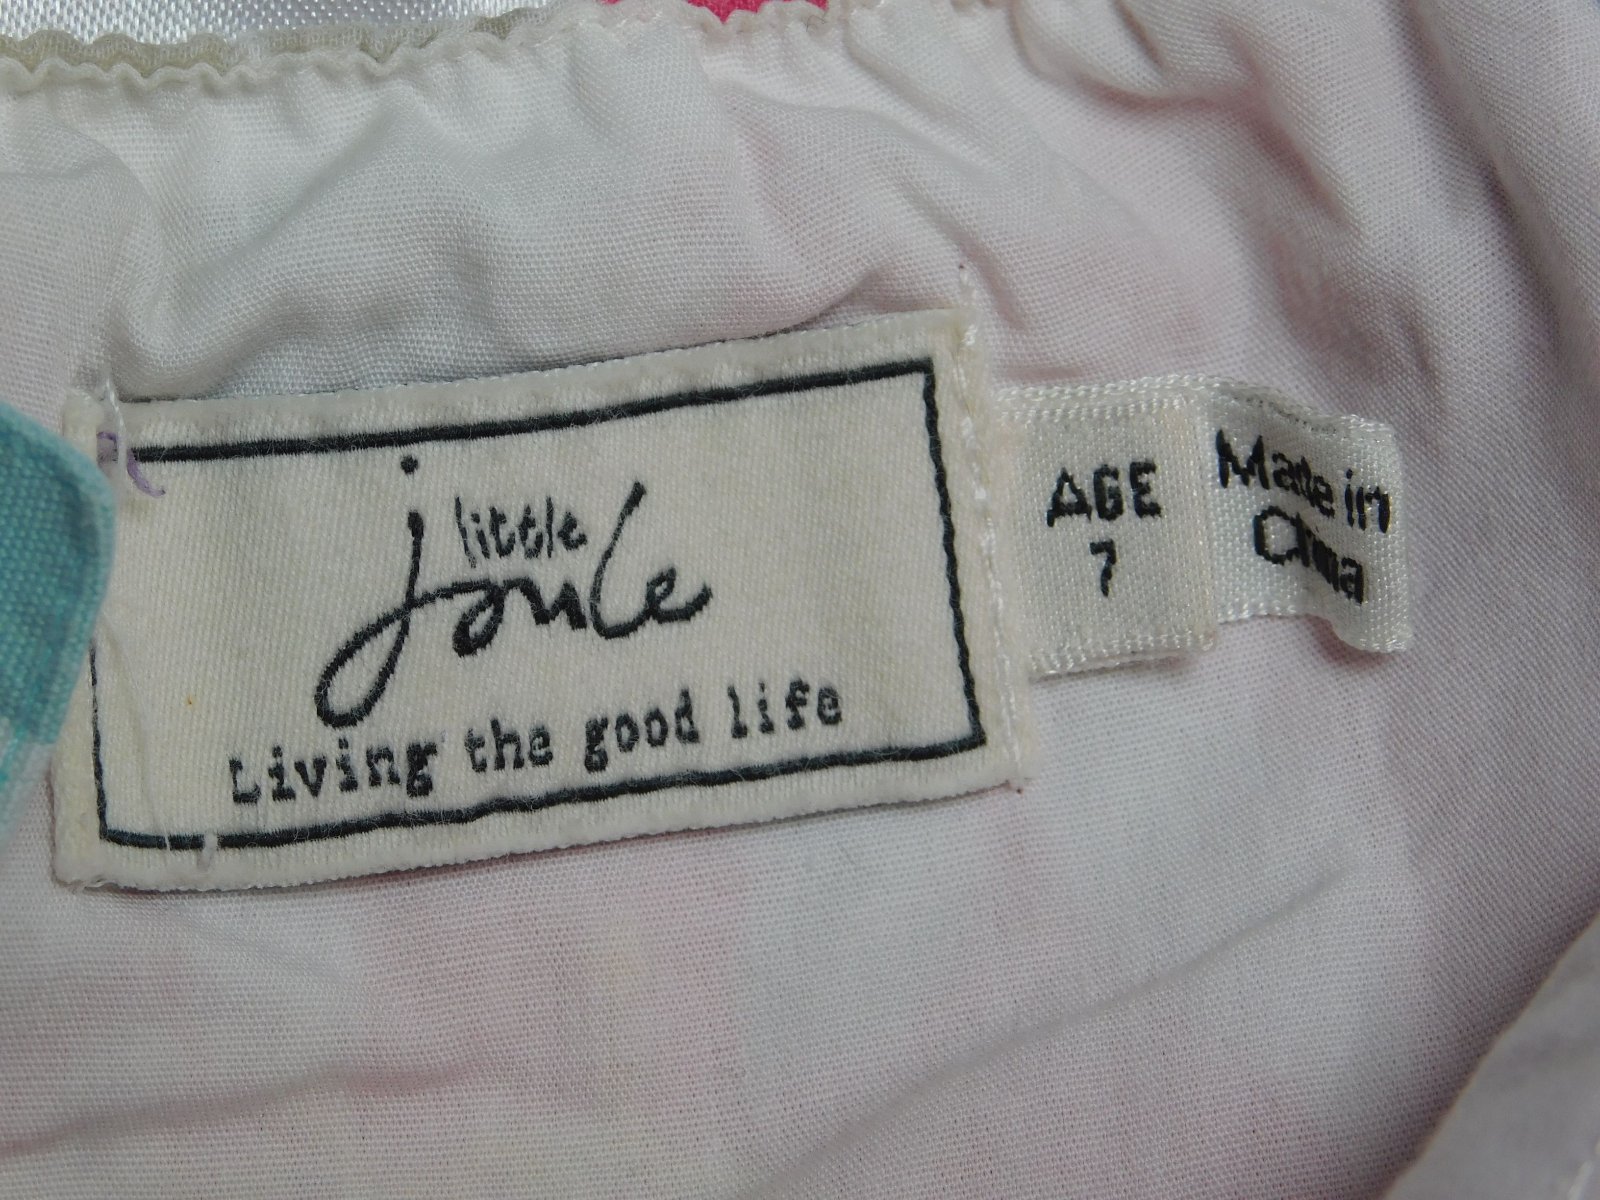 little
joule
Living the good life
AGE
7
Made in
China